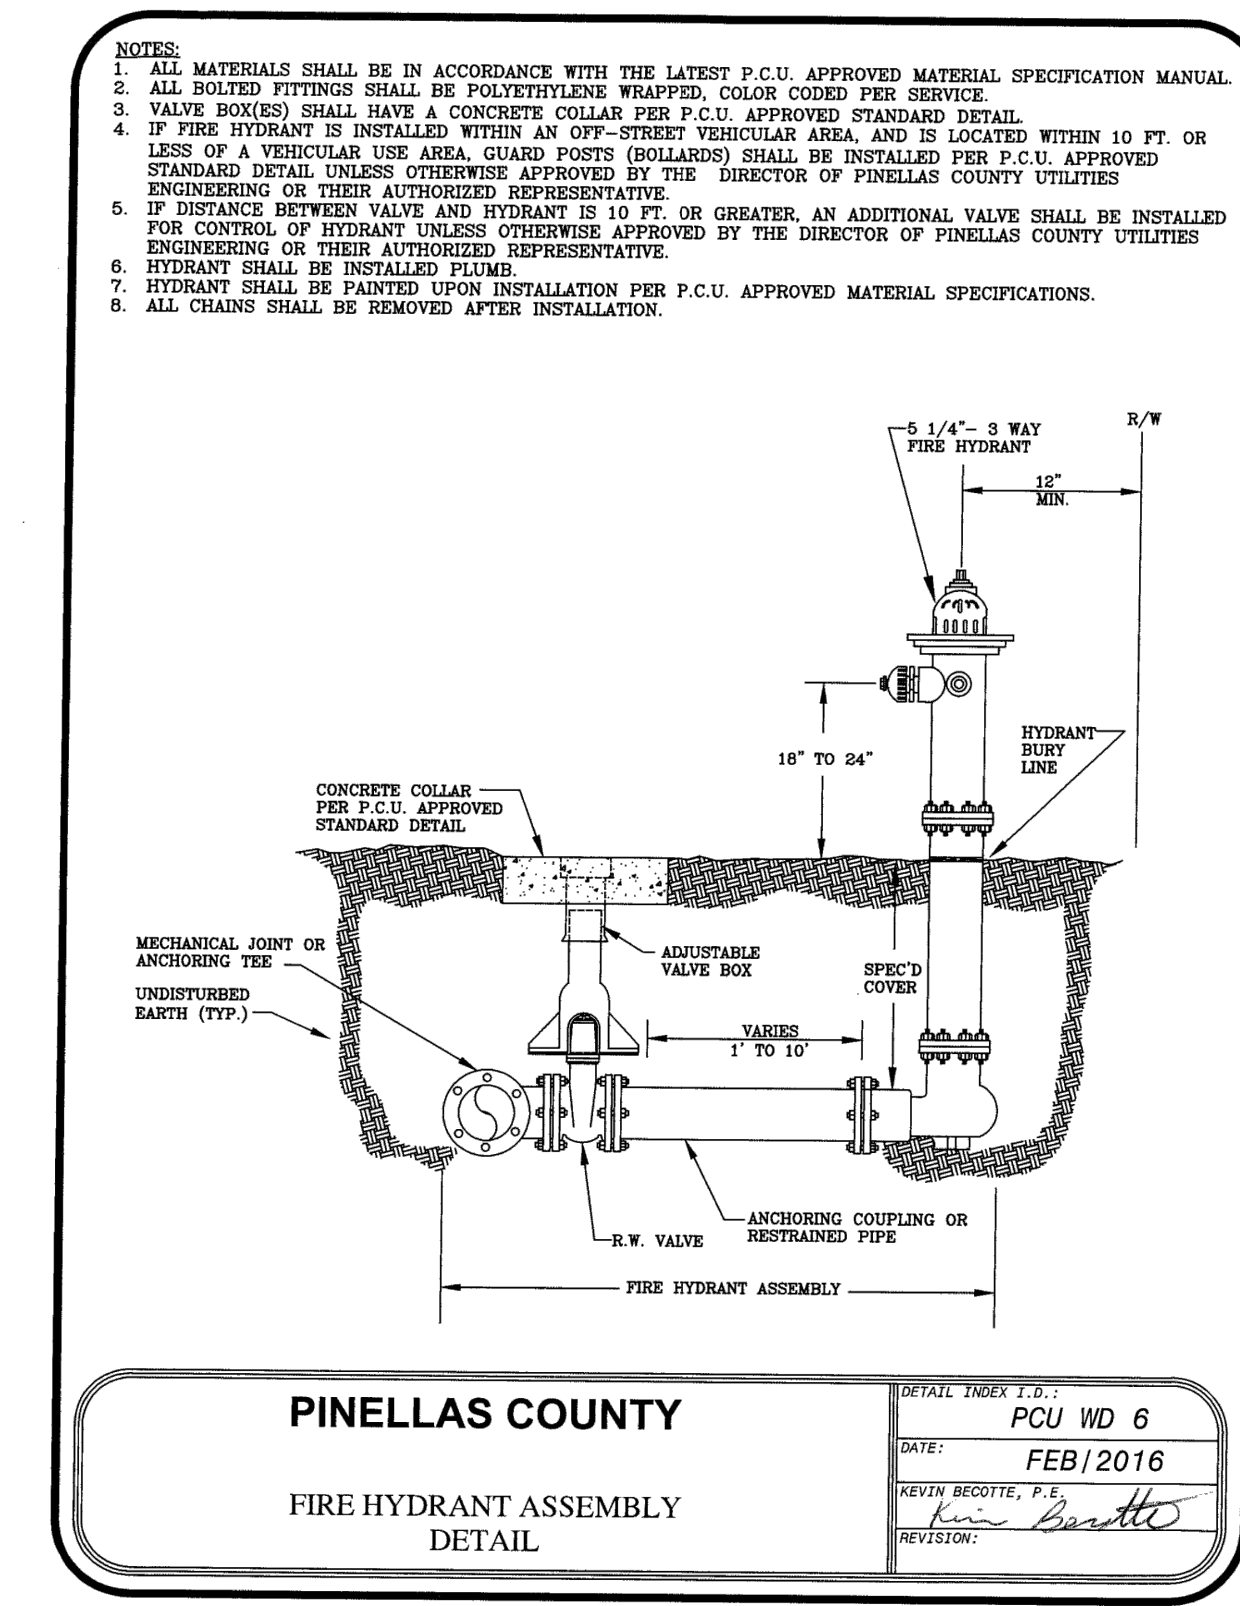 NOTES:
1. ALL MATERIALS SHALL BE IN ACCORDANCE WITH THE LATEST P.C.U. APPROVED MATERIAL SPECIFICATION MANUAL.
2. ALL BOLTED FITTINGS SHALL BE POLYETHYLENE WRAPPED, COLOR CODED PER SERVICE.
3. VALVE BOX(ES) SHALL HAVE A CONCRETE COLLAR PER P.C.U. APPROVED STANDARD DETAIL.
4. IF FIRE HYDRANT IS INSTALLED WITHIN AN OFF-STREET VEHICULAR AREA, AND IS LOCATED WITHIN 10 FT. OR
LESS OF A VEHICULAR USE AREA, GUARD POSTS (BOLLARDS) SHALL BE INSTALLED PER P.C.U. APPROVED
STANDARD DETAIL UNLESS OTHERWISE APPROVED BY THE DIRECTOR OF PINELLAS COUNTY UTILITIES
ENGINEERING OR THEIR AUTHORIZED REPRESENTATIVE.
5. IF DISTANCE BETWEEN VALVE AND HYDRANT IS 10 FT. OR GREATER, AN ADDITIONAL VALVE SHALL BE INSTALLED
FOR CONTROL OF HYDRANT UNLESS OTHERWISE APPROVED BY THE DIRECTOR OF PINELLAS COUNTY UTILITIES
ENGINEERING OR THEIR AUTHORIZED REPRESENTATIVE.
6. HYDRANT SHALL BE INSTALLED PLUMB.
7. HYDRANT SHALL BE PAINTED UPON INSTALLATION PER P.C.U. APPROVED MATERIAL SPECIFICATIONS.
8. ALL CHAINS SHALL BE REMOVED AFTER INSTALLATION.
5 1/4"- 3 WAY
FIRE HYDRANT
R/W
12"
MIN.
18" TO 24"
HYDRANT
BURY
LINE
CONCRETE COLLAR
PER P.C.U. APPROVED
STANDARD DETAIL
MECHANICAL JOINT OR
ANCHORING TEE
UNDISTURBED
EARTH (TYP.)
ADJUSTABLE
VALVE BOX
SPEC'D
COVER
VARIES
1' TO 10'
ANCHORING COUPLING OR
RESTRAINED PIPE
R.W. VALVE
FIRE HYDRANT ASSEMBLY
PINELLAS COUNTY
FIRE HYDRANT ASSEMBLY
DETAIL
DETAIL INDEX I.D.:
PCU WD 6
DATE:
FEB/2016
KEVIN BECOTTE, P.E.
Kevin Becotte
REVISION: